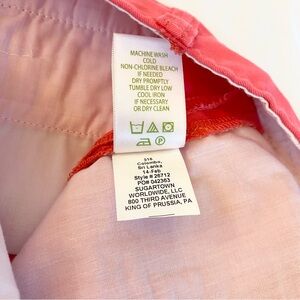 MACHINE WASH
COLD
NON-CHLORINE BLEACH
IF NEEDED
DRY PROMPTLY
TUMBLE DRY LOW
COOL IRON
IF NECESSARY
OR DRY CLEAN
P
516
Colombo,
Sri Lanka
14-Feb
Style # 26712
PO# 042363
SUGARTOWN
WORLDWIDE, LLC
800 THIRD AVENUE
KING OF PRUSSIA, PA